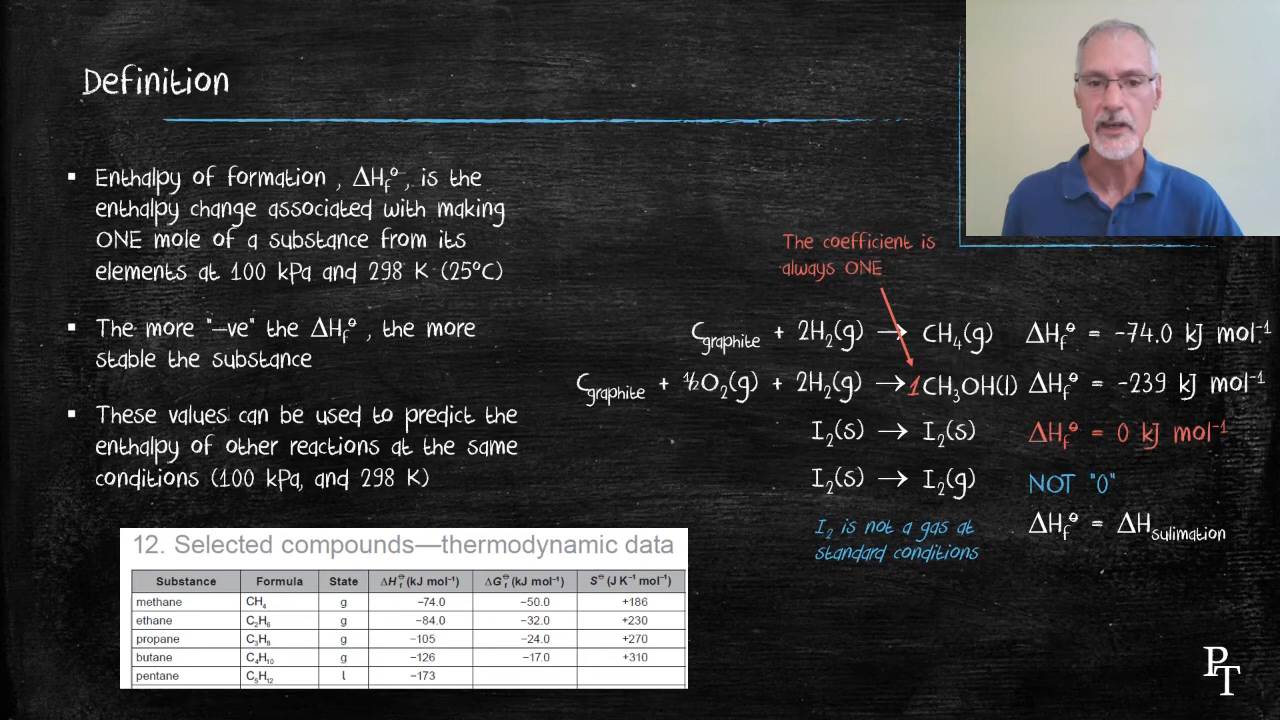 Definition
▪ Enthalpy of formation , ΔHf⦵ , is the
enthalpy change associated with making
ONE mole of a substance from its
elements at 100 kPa and 298 K (25°C)
▪ The more "–ve" the ΔHf⦵ , the more
stable the substance
▪ These values can be used to predict the
enthalpy of other reactions at the same
conditions (100 kPa, and 298 K)
The coefficient is
always ONE
Cgraphite + 2H₂(g) → CH₄(g) ΔHf⦵ = -74.0 kJ mol⁻¹
Cgraphite + ½O₂(g) + 2H₂(g) → 1CH₃OH(l) ΔHf⦵ = -239 kJ mol⁻¹
I₂(s) → I₂(s) ΔHf⦵ = 0 kJ mol⁻¹
I₂(s) → I₂(g) NOT "0"
I₂ is not a gas at
standard conditions
ΔHf⦵ = ΔHsulimation
12. Selected compounds—thermodynamic data
Substance Formula State ΔHf⦵ (kJ mol⁻¹) ΔGf⦵ (kJ mol⁻¹) S⦵ (J K⁻¹ mol⁻¹)
methane CH₄ g −74.0 −50.0 +186
ethane C₂H₆ g −84.0 −32.0 +230
propane C₃H₈ g −105 −24.0 +270
butane C₄H₁₀ g −126 −17.0 +310
pentane C₅H₁₂ l −173
PT